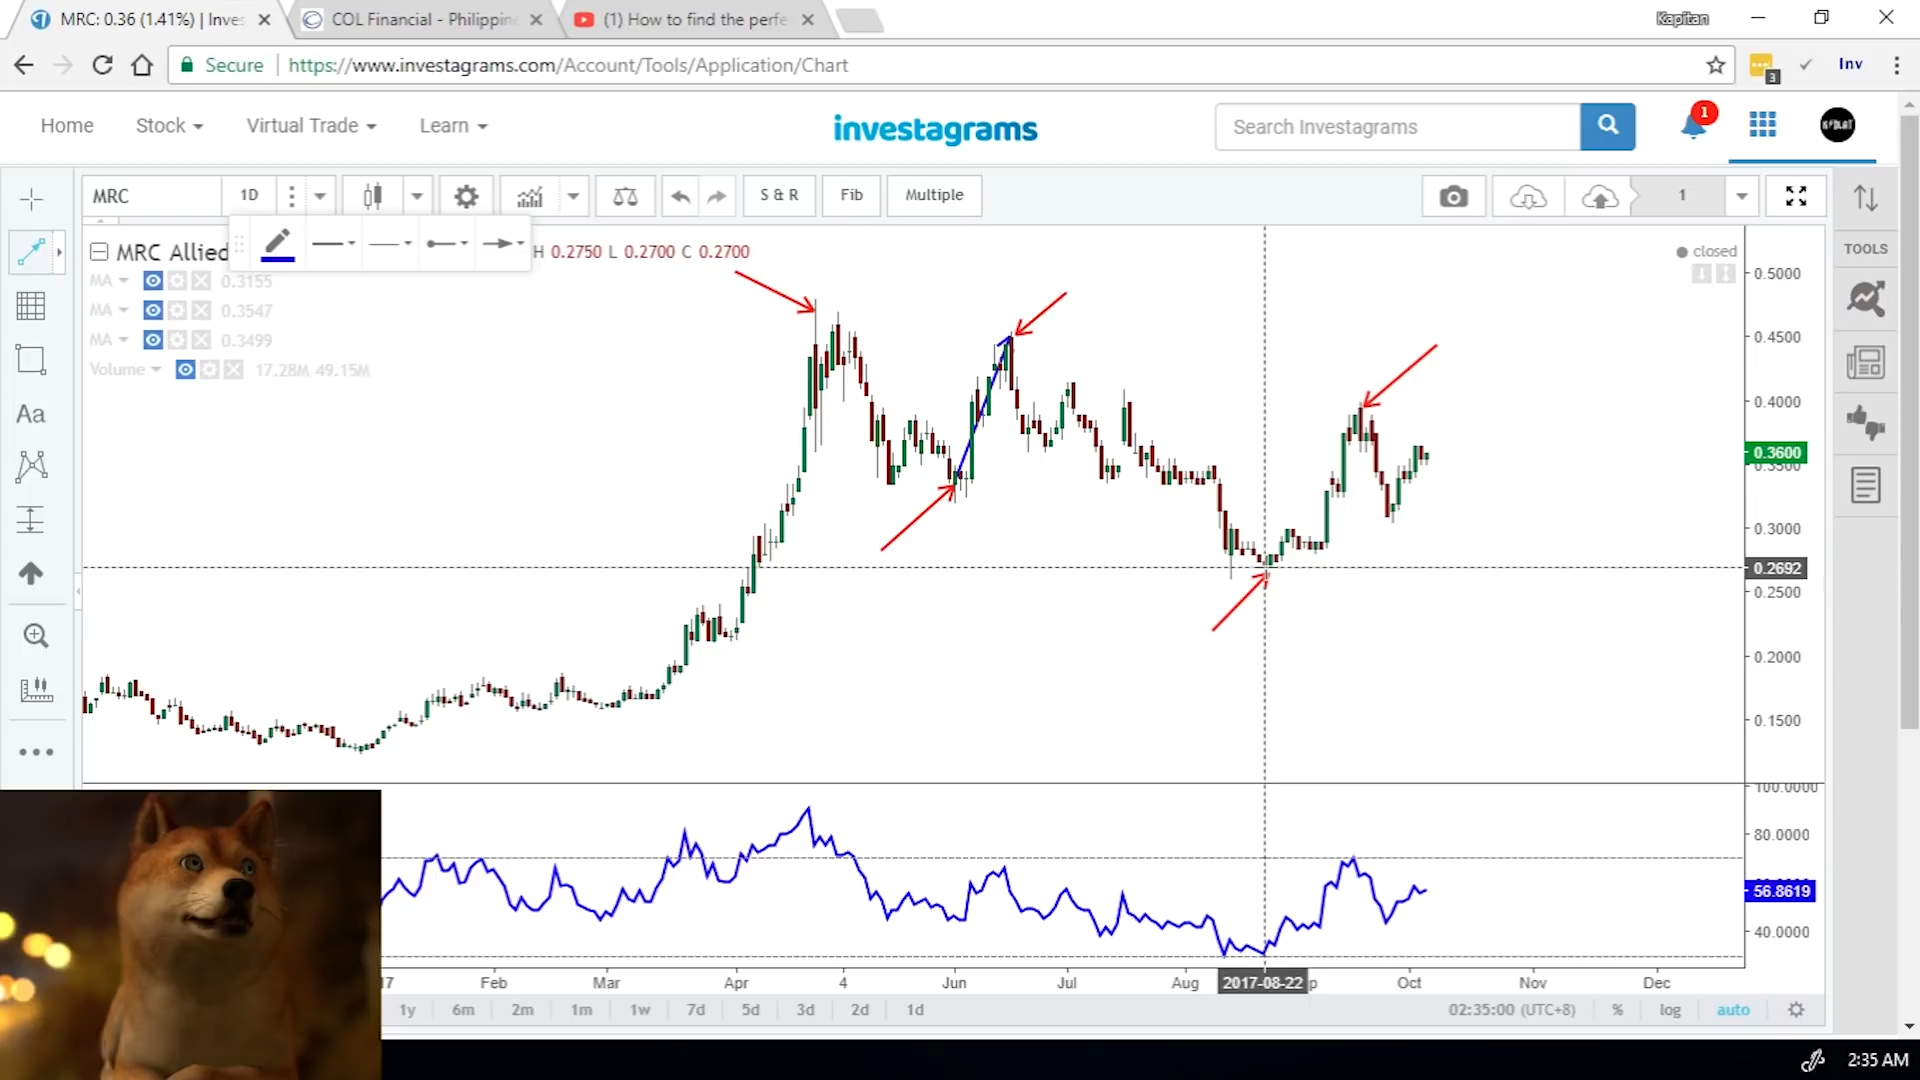 MRC: 0.36 (1.41%) | Inves
COL Financial - Philippin
(1) How to find the perfe
Kapitan
Secure
https://www.investagrams.com/Account/Tools/Application/Chart
3
Inv
Home
Stock
Virtual Trade
Learn
investagrams
Search Investagrams
1
MRC
1D
S & R
Fib
Multiple
1
TOOLS
MRC Allied
H 0.2750 L 0.2700 C 0.2700
closed
MA 0.3155
MA 0.3547
MA 0.3499
Volume 17.28M 49.15M
Aa
0.5000
0.4500
0.4000
0.3600
0.3500
0.3000
0.2692
0.2500
0.2000
0.1500
100.0000
80.0000
56.8619
40.0000
17
Feb
Mar
Apr
4
Jun
Jul
Aug
2017-08-22
p
Oct
Nov
Dec
1y
6m
2m
1m
1w
7d
5d
3d
2d
1d
02:35:00 (UTC+8)
%
log
auto
2:35 AM